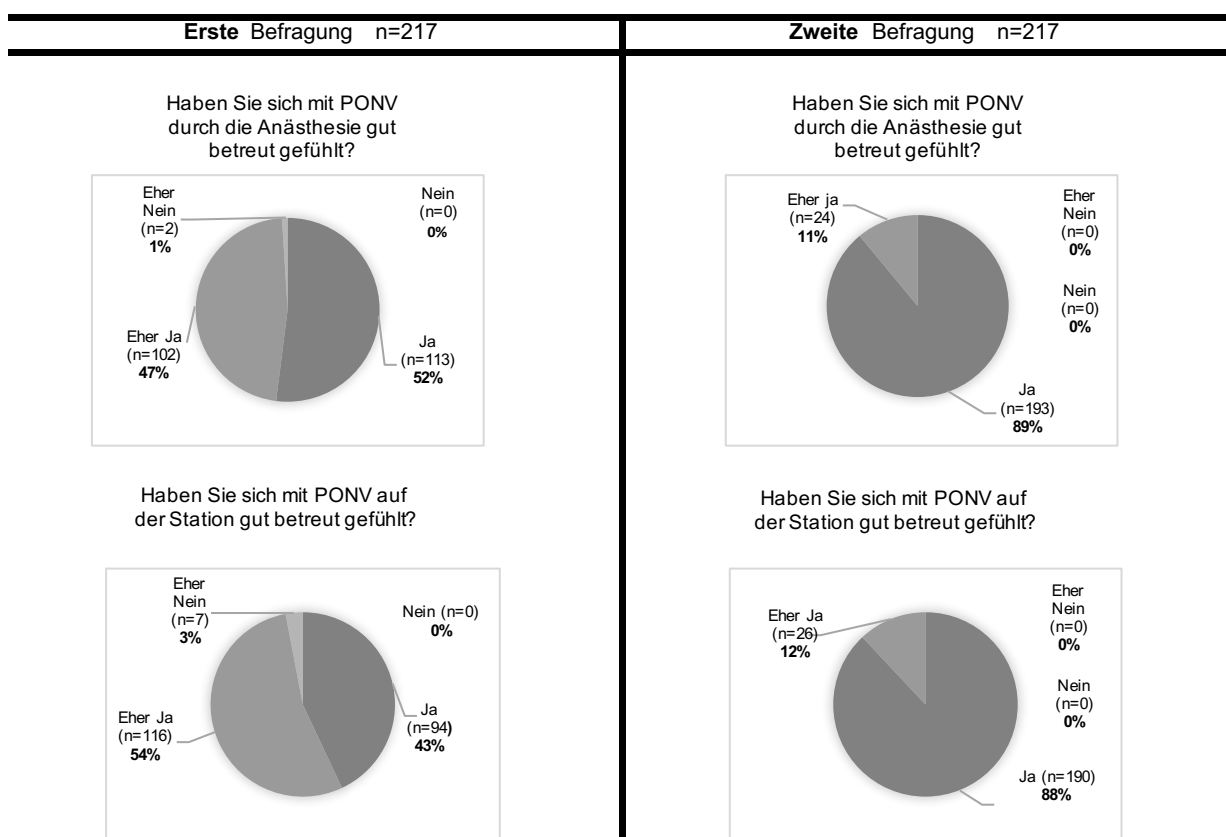 Erste Befragung n=217
Zweite Befragung n=217
Haben Sie sich mit PONV
durch die Anästhesie gut
betreut gefühlt?
Eher
Nein
(n=2)
1%
Nein
(n=0)
0%
Eher Ja
(n=102)
47%
Ja
(n=113)
52%
Haben Sie sich mit PONV
durch die Anästhesie gut
betreut gefühlt?
Eher ja
(n=24)
11%
Eher
Nein
(n=0)
0%
Nein
(n=0)
0%
Ja
(n=193)
89%
Haben Sie sich mit PONV auf
der Station gut betreut gefühlt?
Eher
Nein
(n=7)
3%
Nein (n=0)
0%
Eher Ja
(n=116)
54%
Ja
(n=94)
43%
Haben Sie sich mit PONV auf
der Station gut betreut gefühlt?
Eher Ja
(n=26)
12%
Eher
Nein
(n=0)
0%
Nein
(n=0)
0%
Ja (n=190)
88%